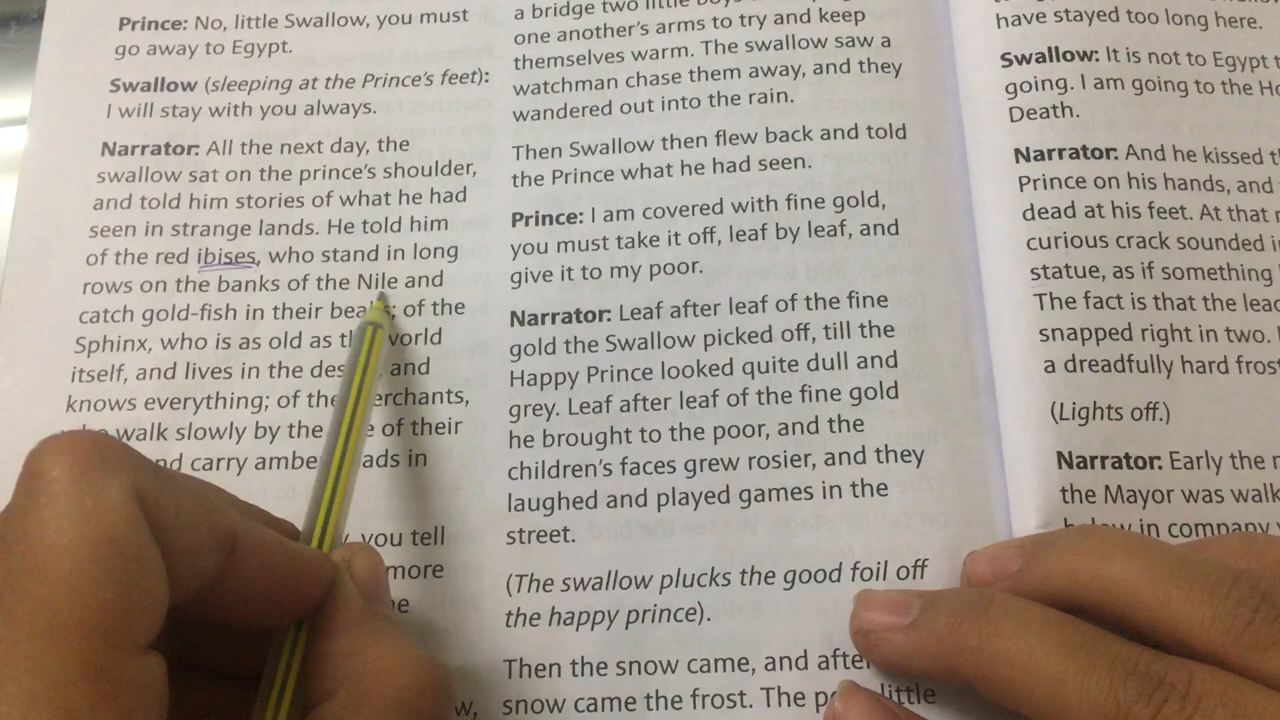 Prince: No, little Swallow, you must
go away to Egypt.
Swallow (sleeping at the Prince's feet):
I will stay with you always.
Narrator: All the next day, the
swallow sat on the prince's shoulder,
and told him stories of what he had
seen in strange lands. He told him
of the red ibises, who stand in long
rows on the banks of the Nile and
catch gold-fish in their of the
Sphinx, who is as old as
itself, and lives in the and
knows everything; of the
walk slowly by the of their
carry in
you tell
more
a bridge two little
one another's arms to try and keep
themselves warm. The swallow saw a
watchman chase them away, and they
wandered out into the rain.
Then Swallow then flew back and told
the Prince what he had seen.
Prince: I am covered with fine gold,
you must take it off, leaf by leaf, and
give it to my poor.
Narrator: Leaf after leaf of the fine
gold the Swallow picked off, till the
Happy Prince looked quite dull and
grey. Leaf after leaf of the fine gold
he brought to the poor, and the
children's faces grew rosier, and they
laughed and played games in the
street.
(The swallow plucks the good foil off
the happy prince).
Then the snow came, and after
snow came the frost. The little
have stayed too long here.
Swallow: It is not to Egypt
going. I am going to the
Death.
Narrator: And he kissed
Prince on his hands, and
dead at his feet. At that
curious crack sounded
statue, as if something
The fact is that the
snapped right in two.
a dreadfully hard frost
(Lights off.)
Narrator: Early the
the Mayor was
in company